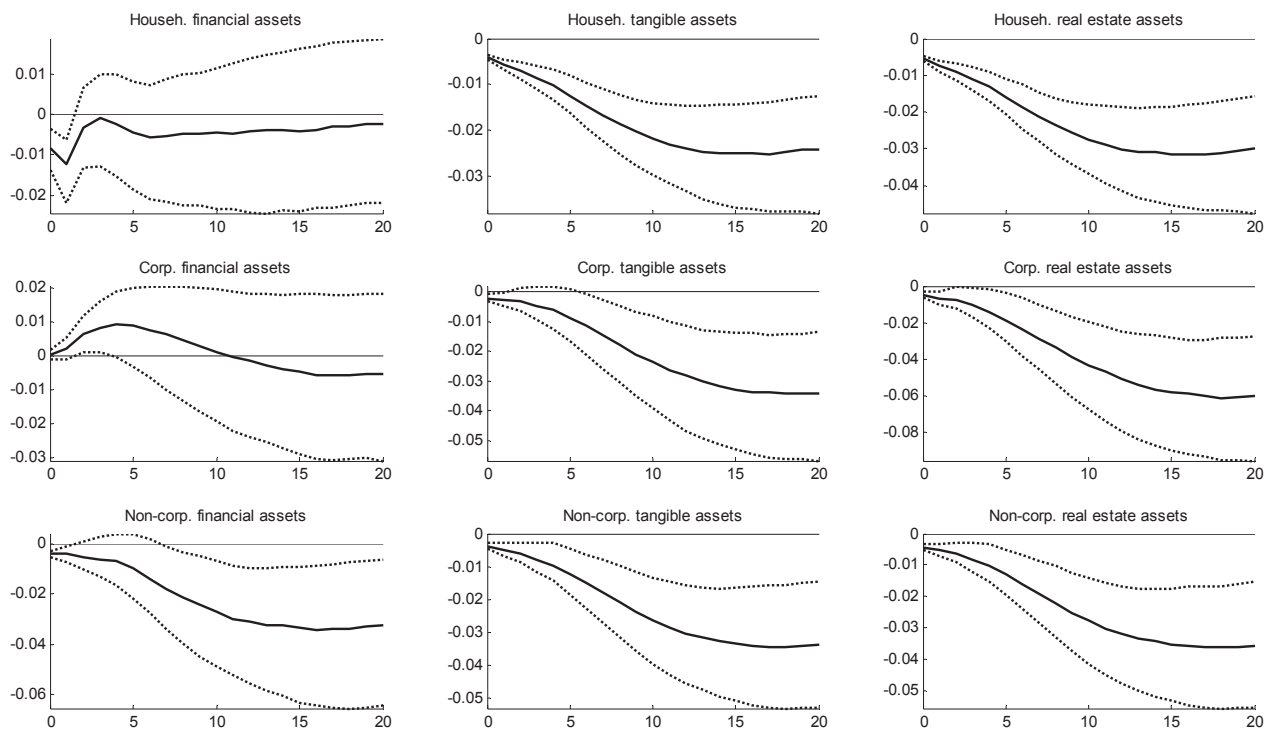 Househ. financial assets
0.01
0
-0.01
-0.02
0 5 10 15 20
Househ. tangible assets
0
-0.01
-0.02
-0.03
0 5 10 15 20
Househ. real estate assets
0
-0.01
-0.02
-0.03
-0.04
0 5 10 15 20
Corp. financial assets
0.02
0.01
0
-0.01
-0.02
-0.03
0 5 10 15 20
Corp. tangible assets
0
-0.01
-0.02
-0.03
-0.04
-0.05
0 5 10 15 20
Corp. real estate assets
0
-0.02
-0.04
-0.06
-0.08
0 5 10 15 20
Non-corp. financial assets
0
-0.02
-0.04
-0.06
0 5 10 15 20
Non-corp. tangible assets
0
-0.01
-0.02
-0.03
-0.04
-0.05
0 5 10 15 20
Non-corp. real estate assets
0
-0.01
-0.02
-0.03
-0.04
-0.05
0 5 10 15 20